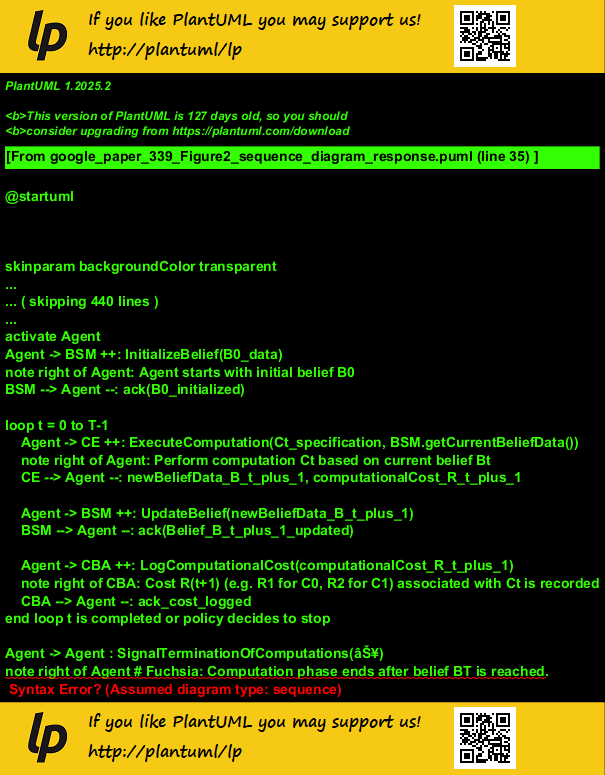 lp
If you like PlantUML you may support us!
http://plantuml/lp
PlantUML 1.2025.2
<b>This version of PlantUML is 127 days old, so you should
<b>consider upgrading from https://plantuml.com/download
[From google_paper_339_Figure2_sequence_diagram_response.puml (line 35) ]
@startuml
skinparam backgroundColor transparent
...
... ( skipping 440 lines )
...
activate Agent
Agent -> BSM ++: InitializeBelief(B0_data)
note right of Agent: Agent starts with initial belief B0
BSM --> Agent --: ack(B0_initialized)
loop t = 0 to T-1
Agent -> CE ++: ExecuteComputation(Ct_specification, BSM.getCurrentBeliefData())
note right of Agent: Perform computation Ct based on current belief Bt
CE --> Agent --: newBeliefData_B_t_plus_1, computationalCost_R_t_plus_1
Agent -> BSM ++: UpdateBelief(newBeliefData_B_t_plus_1)
BSM --> Agent --: ack(Belief_B_t_plus_1_updated)
Agent -> CBA ++: LogComputationalCost(computationalCost_R_t_plus_1)
note right of CBA: Cost R(t+1) (e.g. R1 for C0, R2 for C1) associated with Ct is recorded
CBA --> Agent --: ack_cost_logged
end loop t is completed or policy decides to stop
Agent -> Agent : SignalTerminationOfComputations(âŠ¥)
note right of Agent # Fuchsia: Computation phase ends after belief BT is reached.
Syntax Error? (Assumed diagram type: sequence)
lp
If you like PlantUML you may support us!
http://plantuml/lp